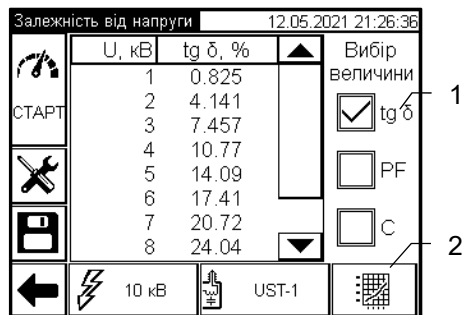 Залежність від напруги 12.05.2021 21:26:36
U, кВ tg δ, % Вибір величини
1 0.825
2 4.141
3 7.457
4 10.77
5 14.09
6 17.41
7 20.72
8 24.04
СТАРТ
tg δ
PF
C
10 кВ UST-1
1
2